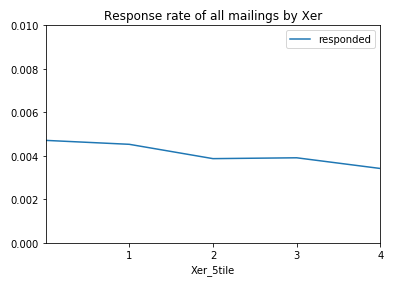 Response rate of all mailings by Xer
responded
0.010
0.008
0.006
0.004
0.002
0.000
1 2 3 4
Xer_5tile